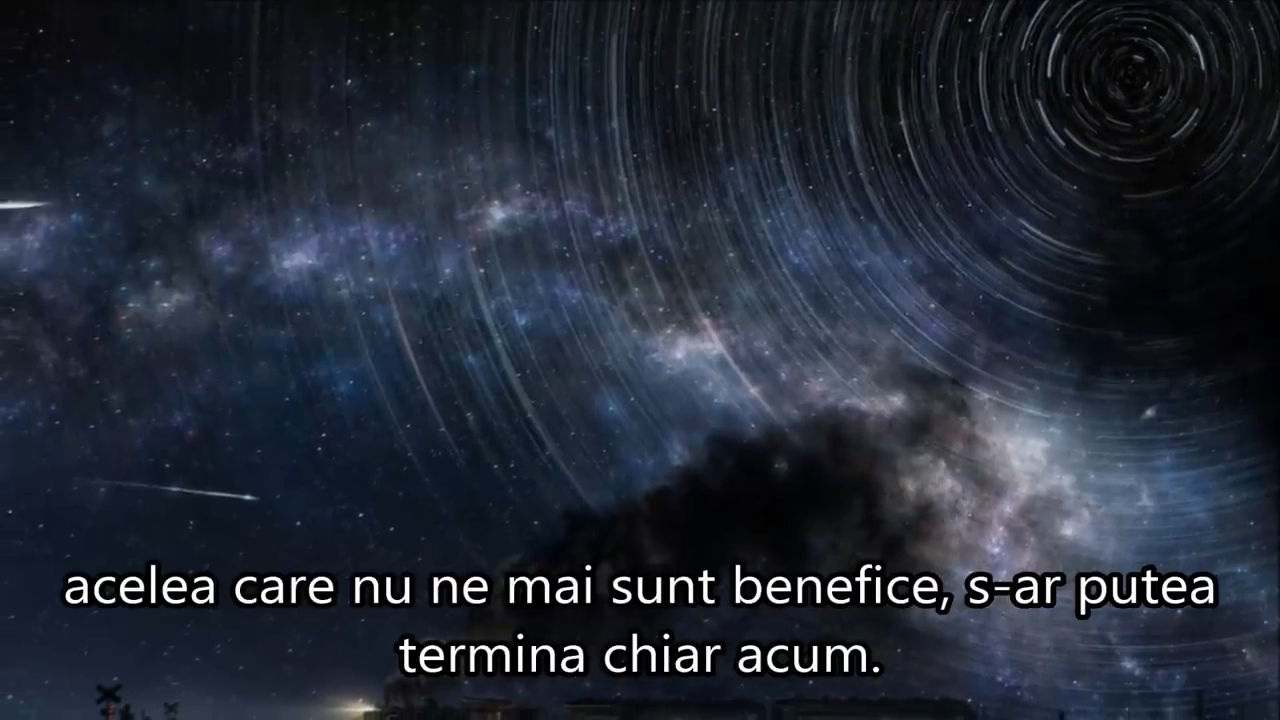 acelea care nu ne mai sunt benefice, s-ar putea
termina chiar acum.